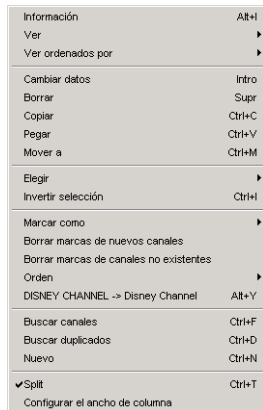 Información Alt+I
Ver
Ver ordenados por
Cambiar datos Intro
Borrar Supr
Copiar Ctrl+C
Pegar Ctrl+V
Mover a Ctrl+M
Elegir
Invertir selección Ctrl+I
Marcar como
Borrar marcas de nuevos canales
Borrar marcas de canales no existentes
Orden
DISNEY CHANNEL -> Disney Channel Alt+Y
Buscar canales Ctrl+F
Buscar duplicados Ctrl+D
Nuevo Ctrl+N
Split Ctrl+T
Configurar el ancho de columna